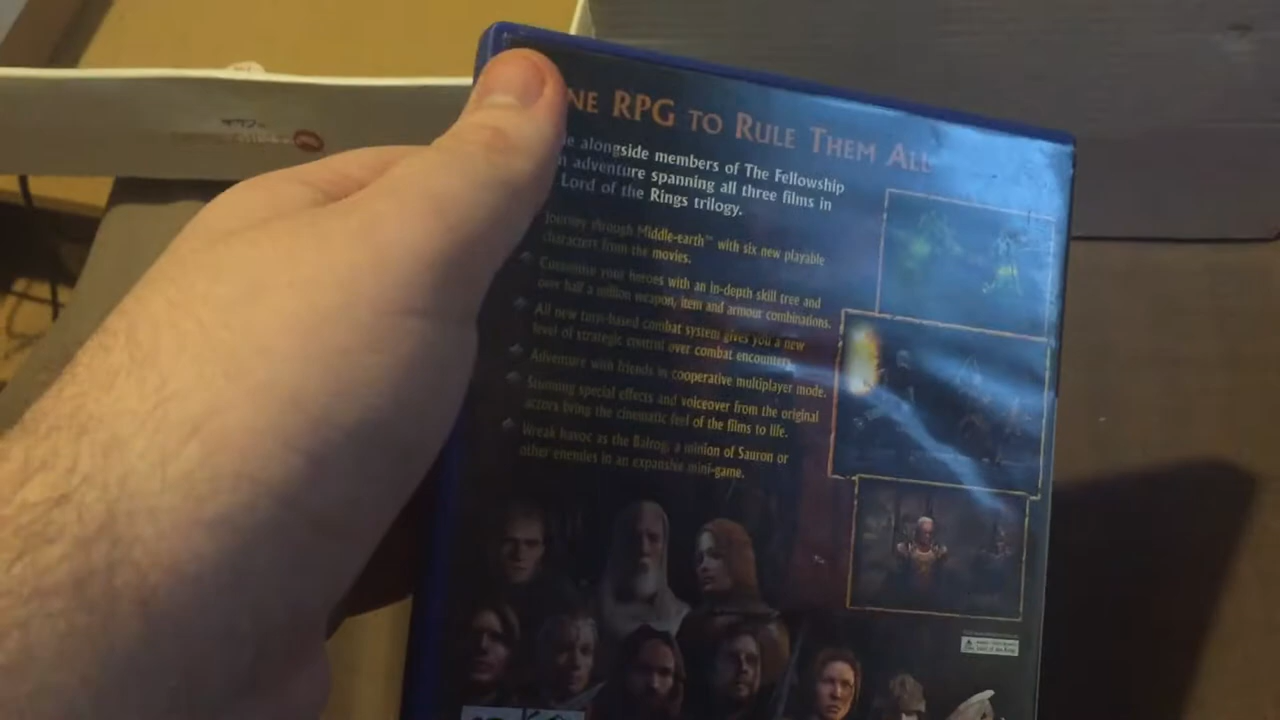 NE RPG TO RULE THEM ALL
alongside members of The Fellowship
adventure spanning all three films in
Lord of the Rings trilogy.
Journey through Middle-earth™ with six new playable
characters from the movies.
Customise your heroes with an in-depth skill tree and
over half a million weapon, item and armour combinations.
All new turn-based combat system gives you a new
level of strategic control over combat encounters.
Adventure with friends in cooperative multiplayer mode.
Stunning special effects and voiceover from the original
actors bring the cinematic feel of the films to life.
Wreak havoc as the Balrog, a minion of Sauron or
other enemies in an expansive mini-game.